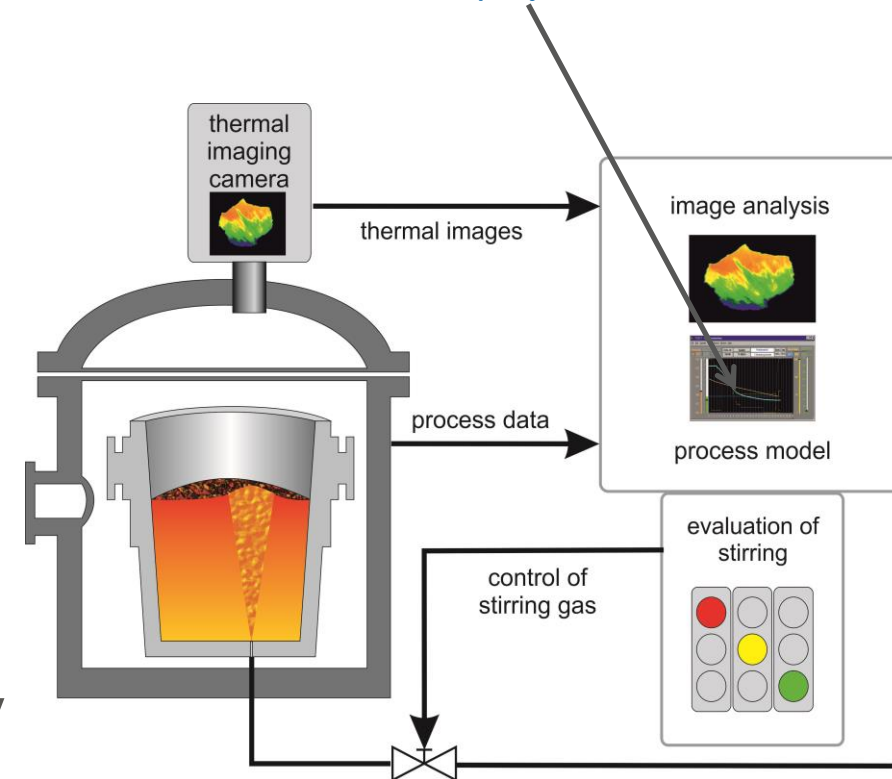 thermal
imaging
camera
thermal images
image analysis
process data
process model
evaluation of
stirring
control of
stirring gas